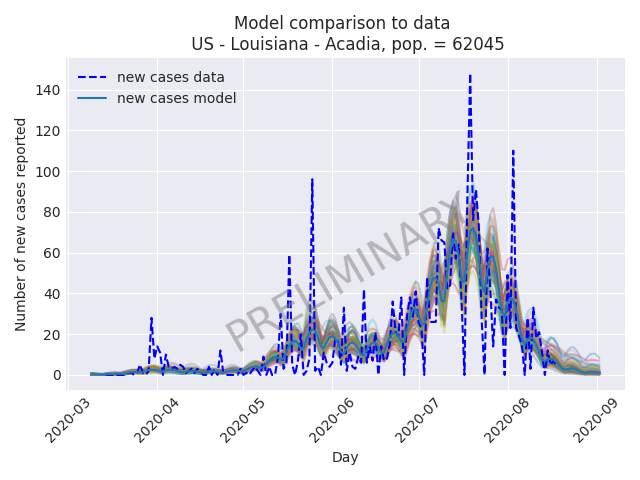 Model comparison to data
US - Louisiana - Acadia, pop. = 62045
new cases data
new cases model
PRELIMINARY
Number of new cases reported
140
120
100
80
60
40
20
0
2020-03
2020-04
2020-05
2020-06
2020-07
2020-08
2020-09
Day